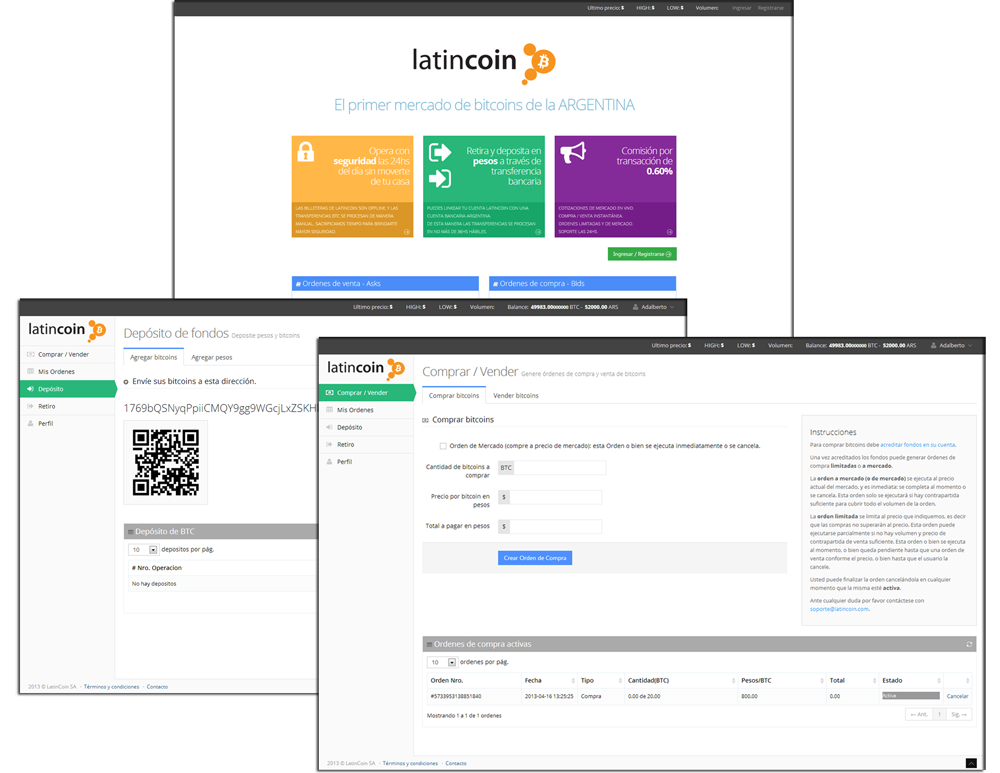 Ultimo precio: $ HIGH: $ LOW: $ Volumen: Ingresar Registrarse
latincoin
El primer mercado de bitcoins de la ARGENTINA
Opera con
seguridad las 24hs
del día sin moverte
de tu casa
LAS BILLETERAS DE LATINCOIN SON OFFLINE, Y LAS
TRANSFERENCIAS BTC SE PROCESAN DE MANERA
MANUAL, SACRIFICAMOS TIEMPO PARA BRINDARTE
MAYOR SEGURIDAD.
Retira y deposita en
pesos a través de
transferencia
bancaria
PUEDES LINKEAR TU CUENTA LATINCOIN CON UNA
CUENTA BANCARIA ARGENTINA.
DE ESTA MANERA LAS TRANSFERENCIAS SE PROCESAN
EN NO MÁS DE 36HS HÁBILES.
Comisión por
transacción de
0.60%
COTIZACIONES DE MERCADO EN VIVO.
COMPRA / VENTA INSTANTÁNEA.
ORDENES LIMITADAS Y DE MERCADO.
SOPORTE LAS 24HS.
Ingresar / Registrarse
Ordenes de venta - Asks
Ordenes de compra - Bids
Ultimo precio: $ HIGH: $ LOW: $ Volumen: Balance: 49983.00000000 BTC - 52000.00 ARS Adalberto
latincoin
Comprar / Vender
Mis Ordenes
Depósito
Retiro
Perfil
Depósito de fondos Deposite pesos y bitcoins
Agregar bitcoins Agregar pesos
Envíe sus bitcoins a esta dirección.
1769bQSNyqPpiiCMQY9gg9WGcjLxZSKH
Depósito de BTC
10 depositos por pág.
# Nro. Operacion
No hay depositos
2013 © LatinCoin SA - Términos y condiciones - Contacto
Ultimo precio: $ HIGH: $ LOW: $ Volumen: Balance: 49983.00000000 BTC - 52000.00 ARS Adalberto
latincoin
Comprar / Vender
Mis Ordenes
Depósito
Retiro
Perfil
Comprar / Vender Genere órdenes de compra y venta de bitcoins
Comprar bitcoins Vender bitcoins
Comprar bitcoins
Orden de Mercado (compre a precio de mercado): esta Orden o bien se ejecuta inmediatamente o se cancela.
Cantidad de bitcoins a
comprar
BTC
Precio por bitcoin en
pesos
$
Total a pagar en pesos
$
Crear Orden de Compra
Instrucciones
Para comprar bitcoins debe acreditar fondos en su cuenta.
Una vez acreditados los fondos puede generar órdenes de
compra limitadas o a mercado.
La orden a mercado (o de mercado) se ejecuta al precio
actual del mercado, y es inmediata: se completa al momento o
se cancela. Esta orden solo se ejecutará si hay contrapartida
suficiente para cubrir todo el volumen de la orden.
La orden limitada se limita al precio que indiquemos, es decir
que las compras no superarán al precio. Esta orden puede
ejecutarse parcialmente si no hay volumen y precio de
contrapartida de venta suficiente. Esta orden o bien se ejecuta
al momento, o bien queda pendiente hasta que una orden de
venta conforme el precio, o bien hasta que el usuario la
cancele.
Usted puede finalizar la orden cancelándola en cualquier
momento que la misma esté activa.
Ante cualquier duda por favor contáctese con
soporte@latincoin.com.
Ordenes de compra activas
10 ordenes por pág.
Orden Nro. Fecha Tipo Cantidad(BTC) Pesos/BTC Total Estado
#5733953138851840 2013-04-16 13:25:25 Compra 0.00 de 20.00 800.00 0.00 Activa Cancelar
Mostrando 1 a 1 de 1 ordenes
← Ant. 1 Sig. →
2013 © LatinCoin SA - Términos y condiciones - Contacto